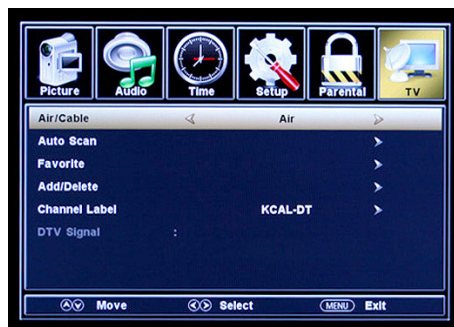 Picture Audio Time Setup Parental TV
Air/Cable Air
Auto Scan
Favorite
Add/Delete
Channel Label KCAL-DT
DTV Signal :
Move Select MENU Exit